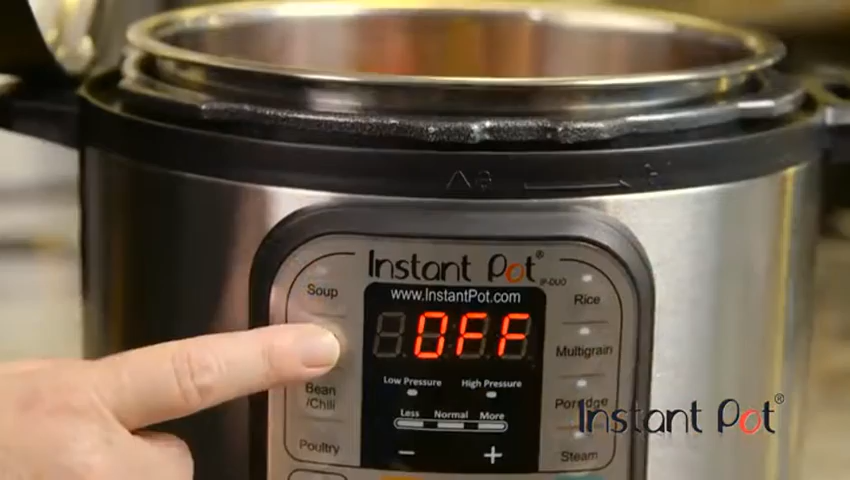 Instant Pot®
IP-DUO
www.InstantPot.com
Soup
Rice
OFF
Multigrain
Low Pressure
High Pressure
Bean
/Chili
Less
Normal
More
Porridge
Poultry
Steam
− +
Instant Pot®